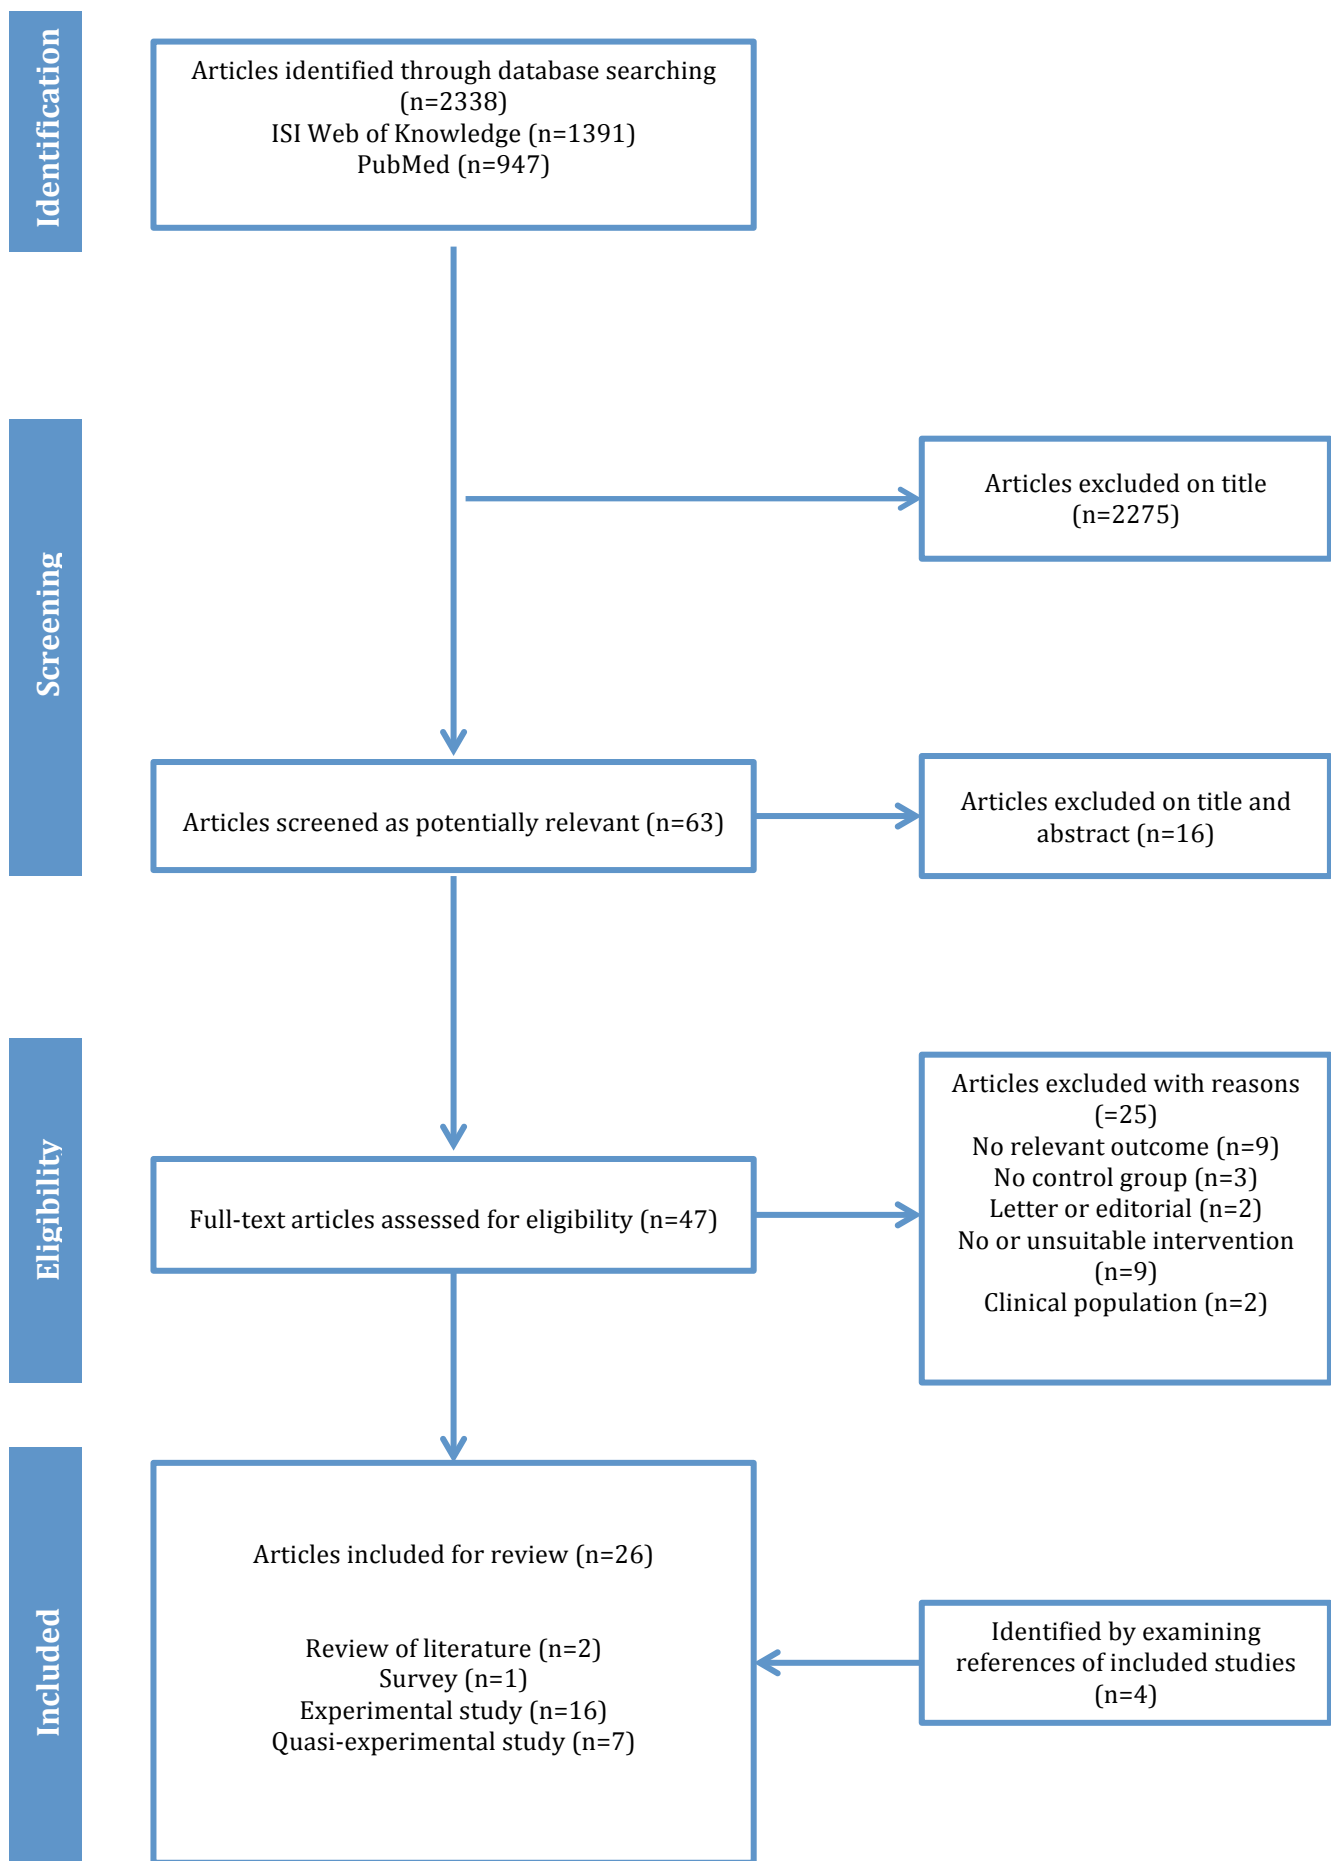 Identification
Articles identified through database searching
(n=2338)
ISI Web of Knowledge (n=1391)
PubMed (n=947)
Screening
Articles excluded on title
(n=2275)
Articles screened as potentially relevant (n=63)
Articles excluded on title and
abstract (n=16)
Eligibility
Full-text articles assessed for eligibility (n=47)
Articles excluded with reasons
(=25)
No relevant outcome (n=9)
No control group (n=3)
Letter or editorial (n=2)
No or unsuitable intervention
(n=9)
Clinical population (n=2)
Included
Articles included for review (n=26)
Review of literature (n=2)
Survey (n=1)
Experimental study (n=16)
Quasi-experimental study (n=7)
Identified by examining
references of included studies
(n=4)